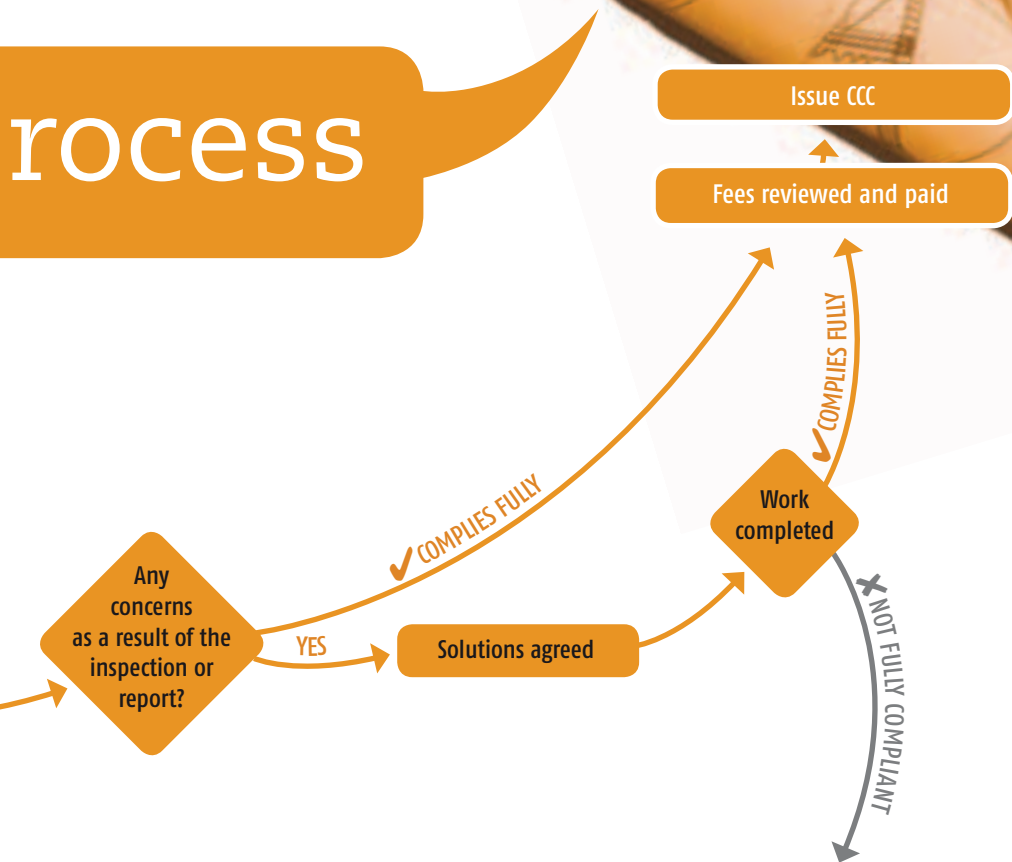 rocess
Issue CCC
Fees reviewed and paid
COMPLIES FULLY
COMPLIES FULLY
Work
completed
Any
concerns
as a result of the
inspection or
report?
YES
Solutions agreed
NOT FULLY COMPLIANT